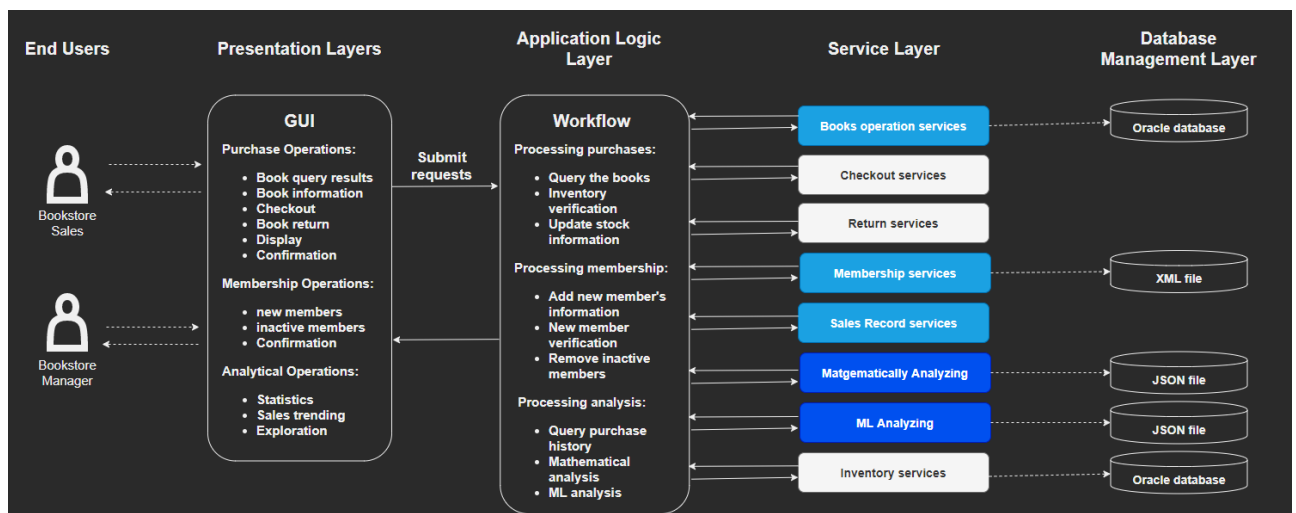 End Users
Presentation Layers
Application Logic
Layer
Service Layer
Database
Management Layer
Bookstore
Sales
Bookstore
Manager
GUI
Purchase Operations:
• Book query results
• Book information
• Checkout
• Book return
• Display
• Confirmation
Membership Operations:
• new members
• inactive members
• Confirmation
Analytical Operations:
• Statistics
• Sales trending
• Exploration
Submit
requests
Workflow
Processing purchases:
• Query the books
• Inventory
verification
• Update stock
information
Processing membership:
• Add new member's
information
• New member
verification
• Remove inactive
members
Processing analysis:
• Query purchase
history
• Mathematical
analysis
• ML analysis
Books operation services
Checkout services
Return services
Membership services
Sales Record services
Matgematically Analyzing
ML Analyzing
Inventory services
Oracle database
XML file
JSON file
JSON file
Oracle database